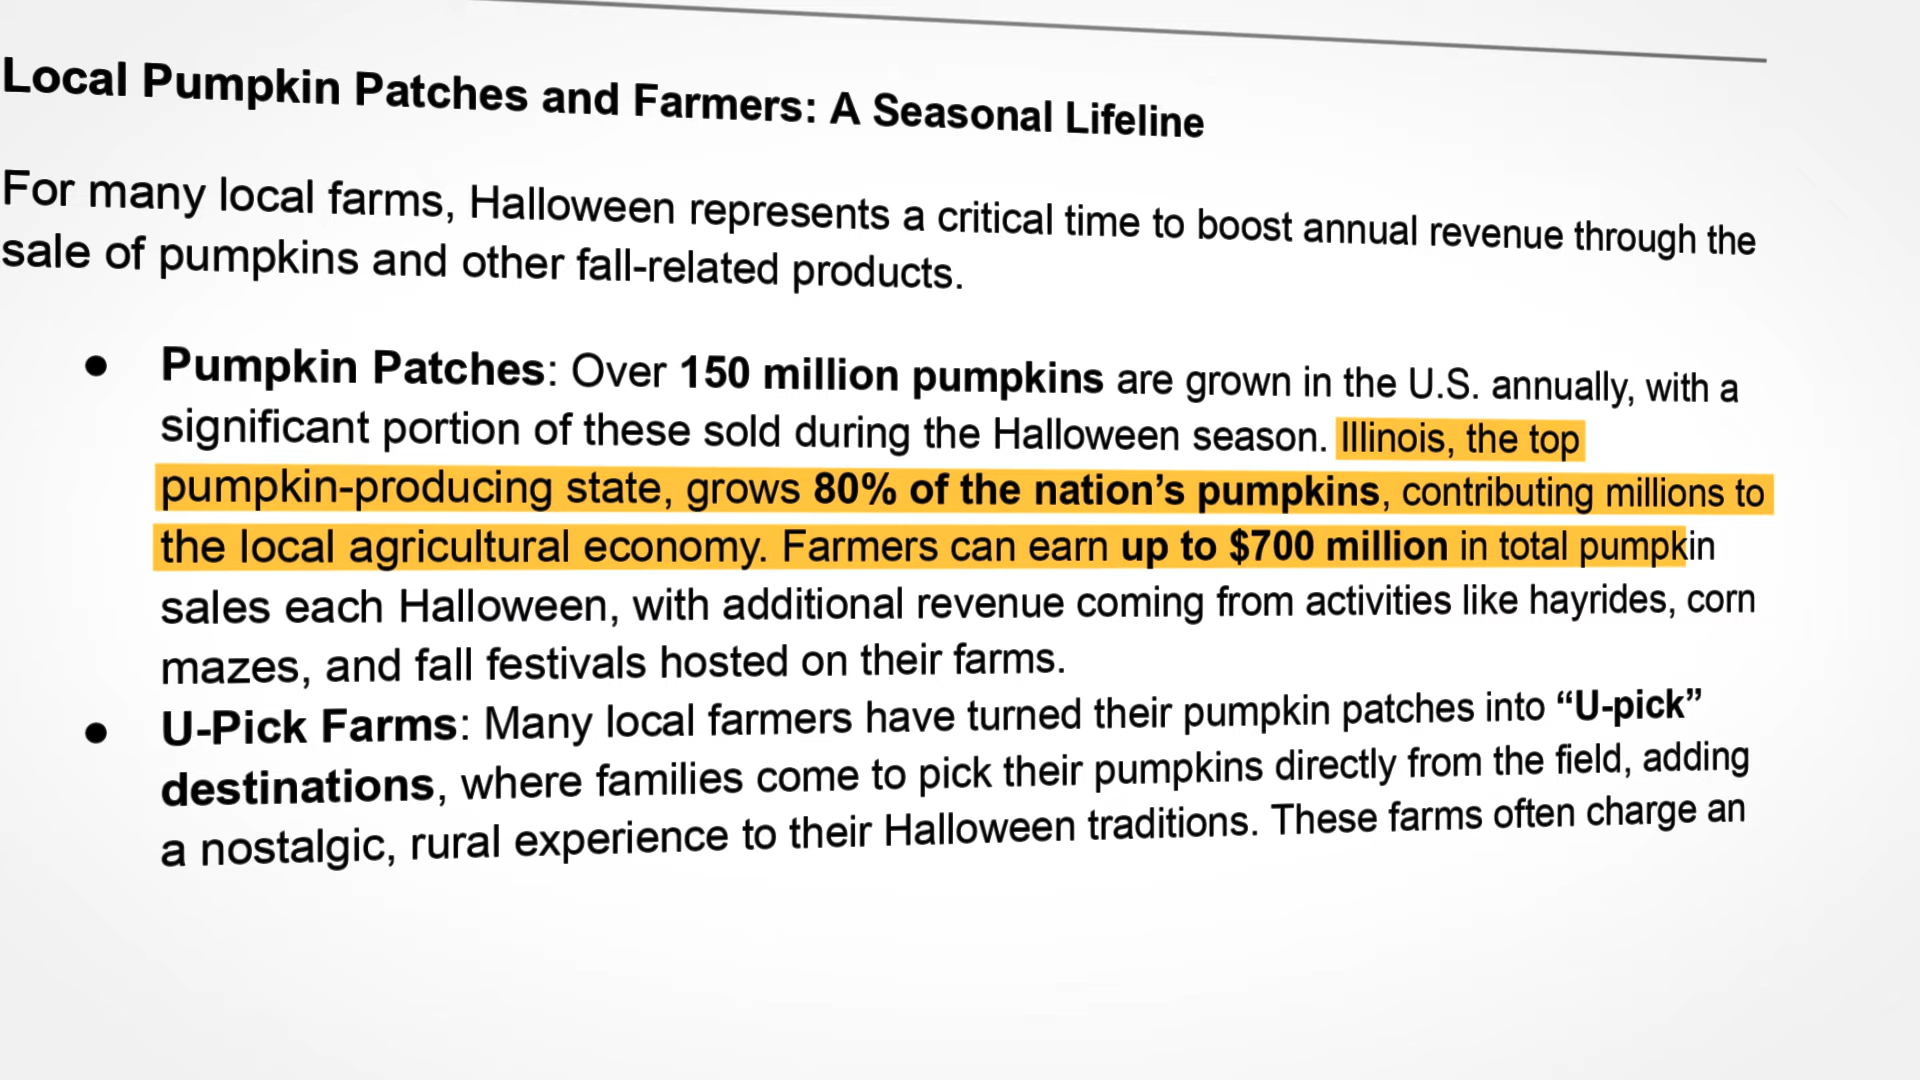 Local Pumpkin Patches and Farmers: A Seasonal Lifeline
For many local farms, Halloween represents a critical time to boost annual revenue through the
sale of pumpkins and other fall-related products.
● Pumpkin Patches: Over 150 million pumpkins are grown in the U.S. annually, with a
significant portion of these sold during the Halloween season. Illinois, the top
pumpkin-producing state, grows 80% of the nation’s pumpkins, contributing millions to
the local agricultural economy. Farmers can earn up to $700 million in total pumpkin
sales each Halloween, with additional revenue coming from activities like hayrides, corn
mazes, and fall festivals hosted on their farms.
● U-Pick Farms: Many local farmers have turned their pumpkin patches into “U-pick”
destinations, where families come to pick their pumpkins directly from the field, adding
a nostalgic, rural experience to their Halloween traditions. These farms often charge an